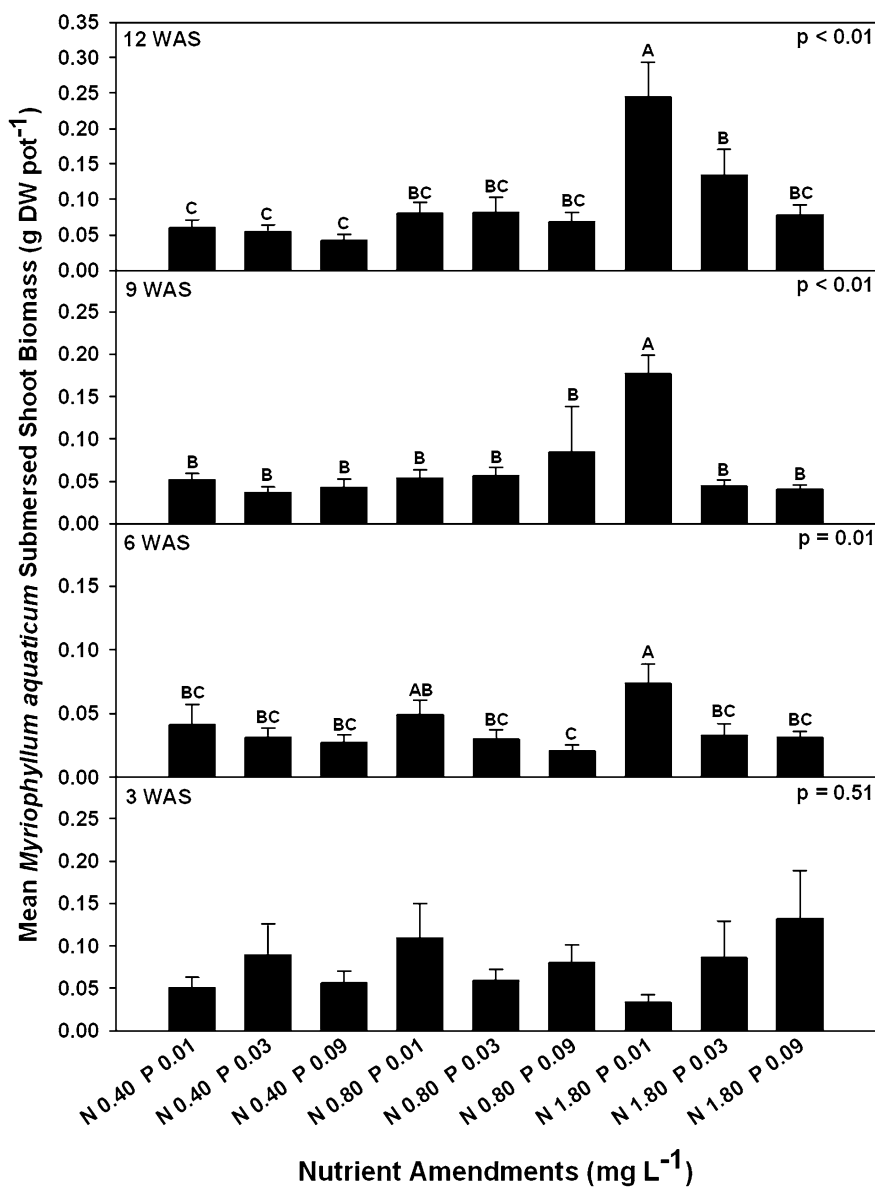 Mean Myriophyllum aquaticum Submersed Shoot Biomass (g DW pot-1)
12 WAS
p < 0.01
0.35
0.30
0.25
0.20
0.15
0.10
0.05
0.00
C
C
C
BC
BC
BC
A
B
BC
9 WAS
p < 0.01
0.25
0.20
0.15
0.10
0.05
0.00
B
B
B
B
B
B
A
B
B
6 WAS
p = 0.01
0.15
0.10
0.05
0.00
BC
BC
BC
AB
BC
C
A
BC
BC
3 WAS
p = 0.51
0.25
0.20
0.15
0.10
0.05
0.00
N 0.40 P 0.01
N 0.40 P 0.03
N 0.40 P 0.09
N 0.80 P 0.01
N 0.80 P 0.03
N 0.80 P 0.09
N 1.80 P 0.01
N 1.80 P 0.03
N 1.80 P 0.09
Nutrient Amendments (mg L-1)